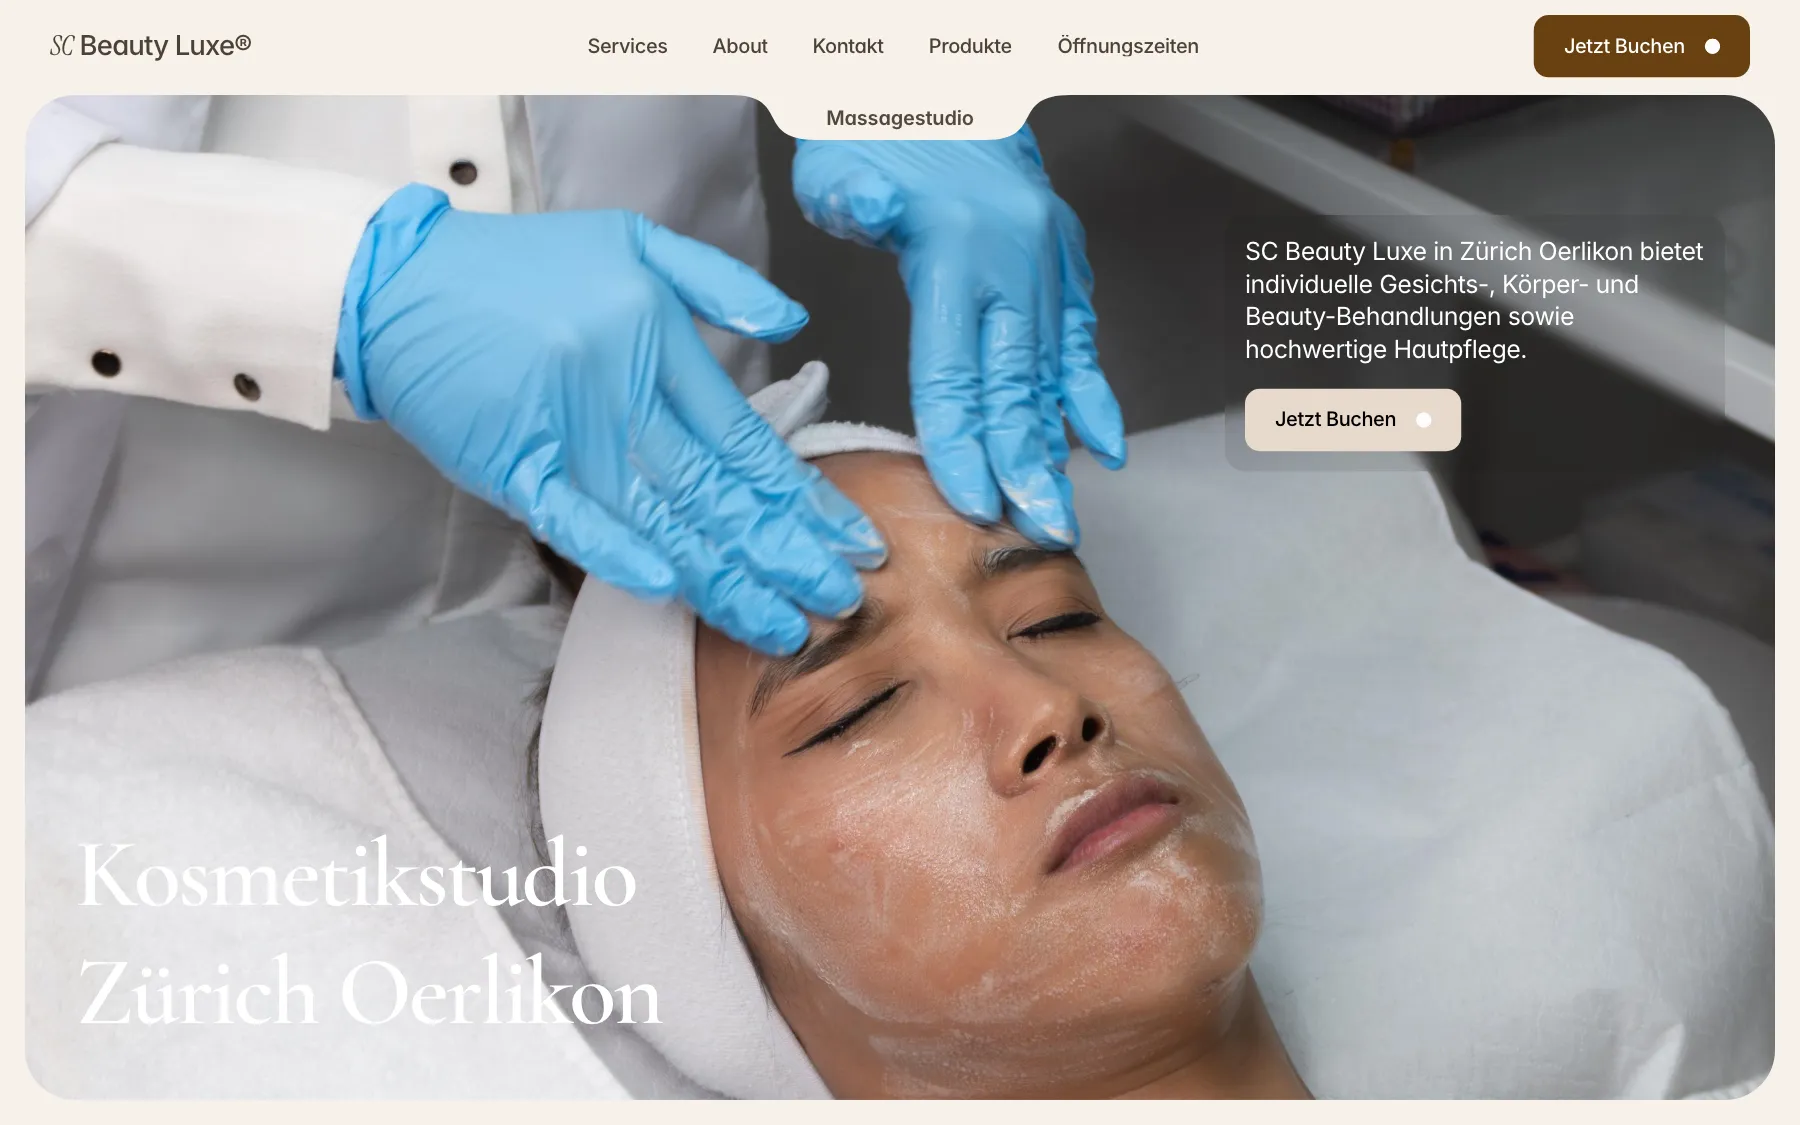 SC Beauty Luxe®
Services
About
Kontakt
Produkte
Öffnungszeiten
Jetzt Buchen
Massagestudio
SC Beauty Luxe in Zürich Oerlikon bietet
individuelle Gesichts-, Körper- und
Beauty-Behandlungen sowie
hochwertige Hautpflege.
Jetzt Buchen
Kosmetikstudio
Zürich Oerlikon